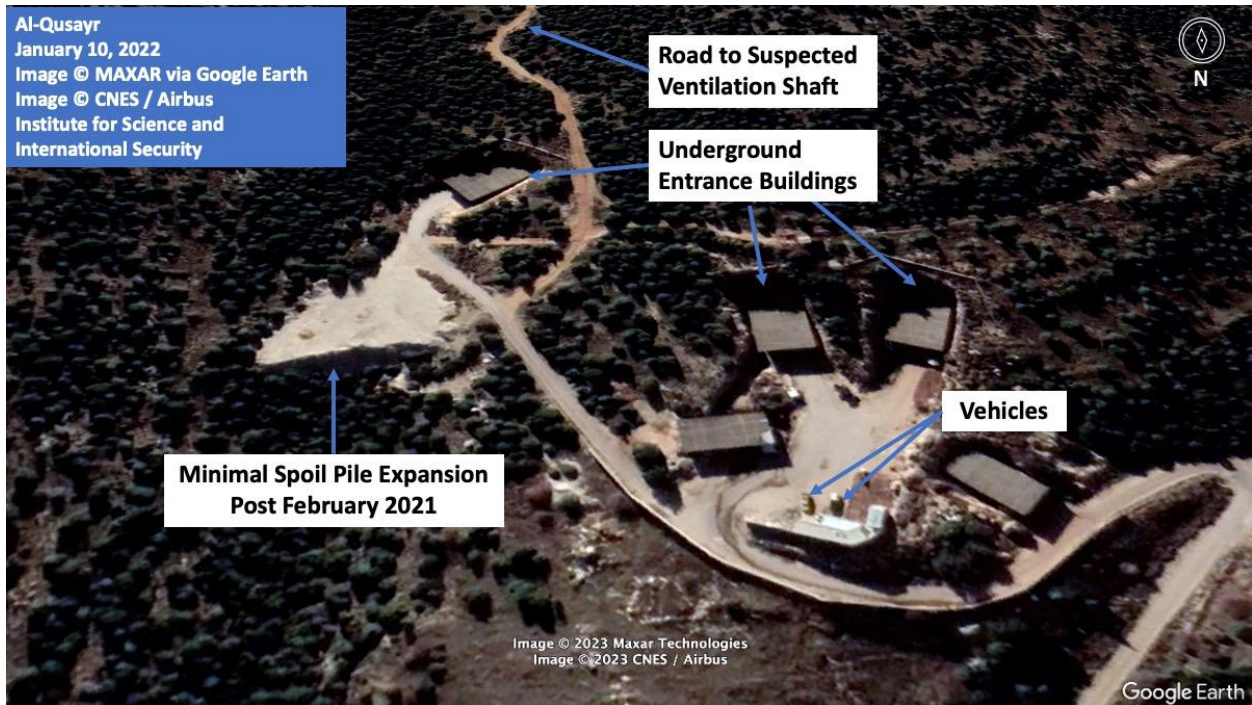 Al-Qusayr
January 10, 2022
Image © MAXAR via Google Earth
Image © CNES / Airbus
Institute for Science and
International Security
Road to Suspected
Ventilation Shaft
N
Underground
Entrance Buildings
Vehicles
Minimal Spoil Pile Expansion
Post February 2021
Image © 2023 Maxar Technologies
Image © 2023 CNES / Airbus
Google Earth